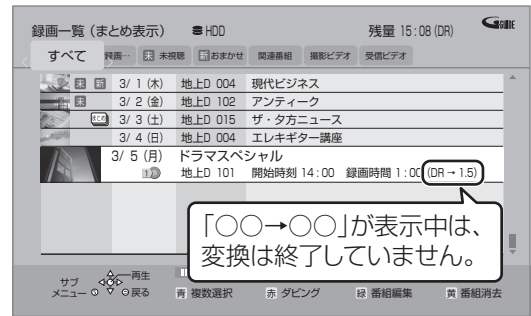 録画一覧（まとめ表示） HDD 残量 15:08 (DR) G-GUIDE
すべて 録画… 未 未視聴 新 おまかせ 関連番組 撮影ビデオ 受信ビデオ
未 新 3/ 1 (木) 地上D 004 現代ビジネス
未 3/ 2 (金) 地上D 102 アンティーク
まとめ 3/ 3 (土) 地上D 015 ザ・タ方ニュース
3/ 4 (日) 地上D 004 エレキギター講座
3/ 5 (月) ドラマスペシャル
地上D 101 開始時刻 14:00 録画時間 1:00 (DR→1.5)
「○○→○○」が表示中は、
変換は終了していません。
サブ
メニュー 再生
戻る 青 複数選択 赤 ダビング 緑 番組編集 黄 番組消去